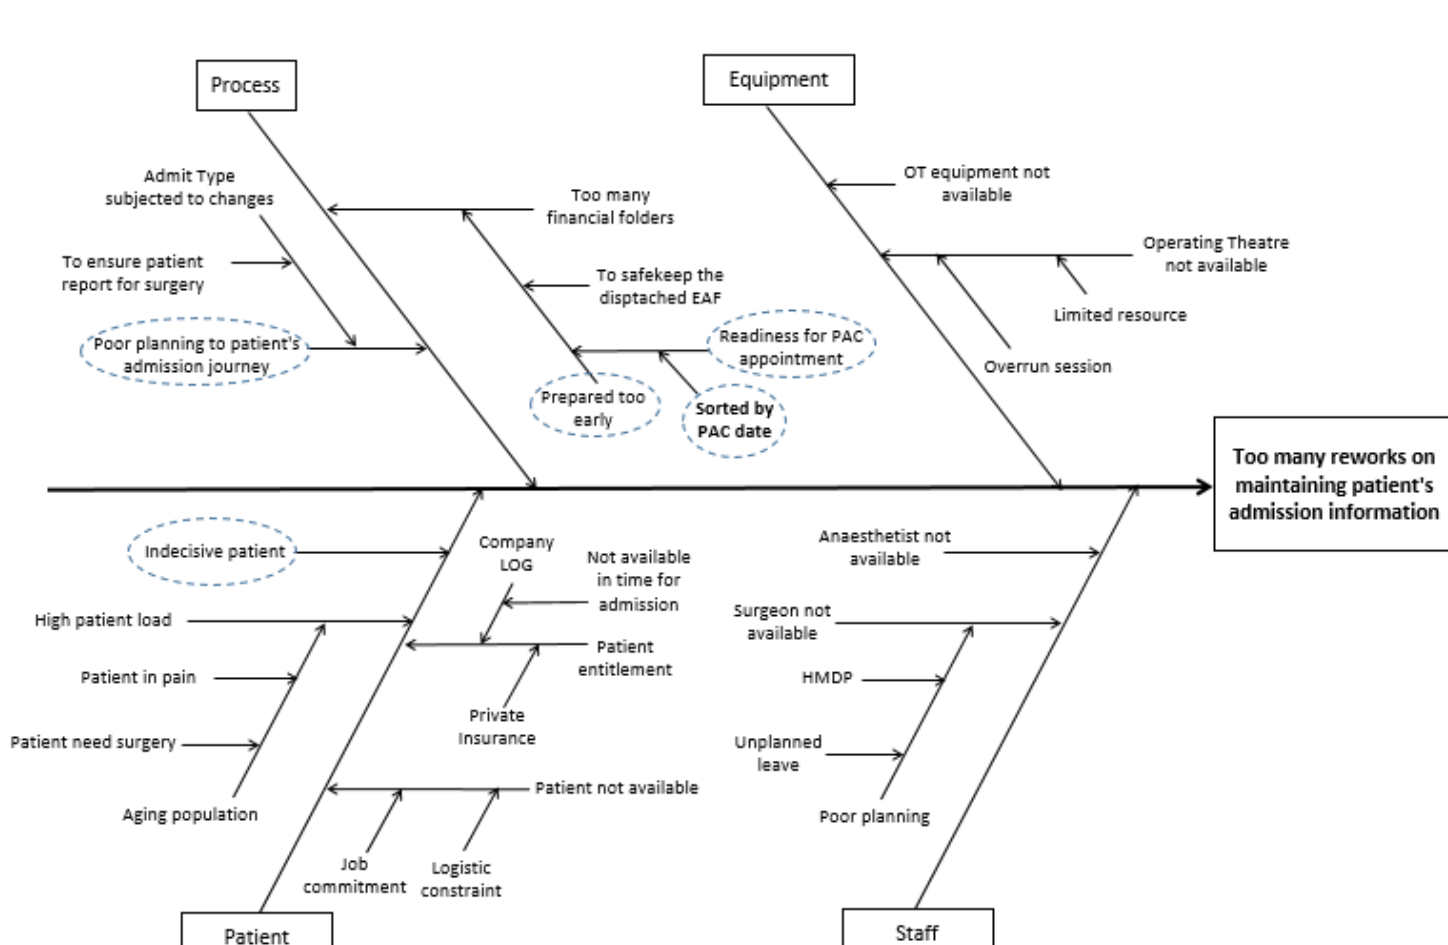 Process
Equipment
Admit Type
subjected to changes
Too many
financial folders
OT equipment not
available
To ensure patient
report for surgery
To safekeep the
disptached EAF
Operating Theatre
not available
Limited resource
Poor planning to patient's
admission journey
Readiness for PAC
appointment
Overrun session
Prepared too
early
Sorted by
PAC date
Too many reworks on
maintaining patient's
admission information
Indecisive patient
Company
LOG
Not available
in time for
admission
Anaesthetist not
available
High patient load
Patient
entitlement
Surgeon not
available
Patient in pain
HMDP
Private
Insurance
Patient need surgery
Unplanned
leave
Patient not available
Aging population
Poor planning
Job
commitment
Logistic
constraint
Patient
Staff